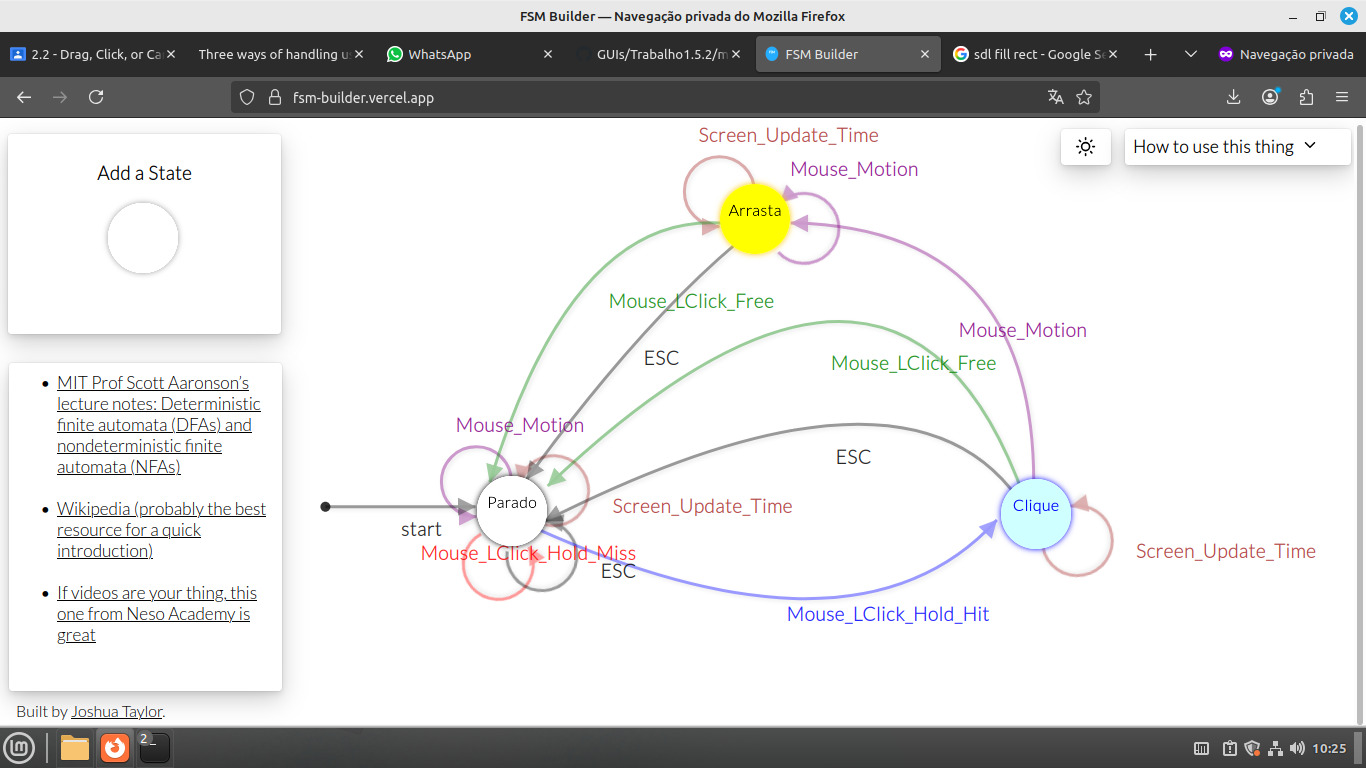 FSM Builder — Navegação privada do Mozilla Firefox
2.2 - Drag, Click, or Ca
Three ways of handling u
WhatsApp
GUIs/Trabalho1.5.2/m
FSM Builder
sdl fill rect - Google Se
Navegação privada
fsm-builder.vercel.app
Add a State
How to use this thing
Screen_Update_Time
Mouse_Motion
Arrasta
Mouse_LClick_Free
Mouse_Motion
ESC
Mouse_LClick_Free
Mouse_Motion
ESC
Parado
Screen_Update_Time
Clique
start
Mouse_LClick_Hold_Miss
ESC
Screen_Update_Time
Mouse_LClick_Hold_Hit
MIT Prof Scott Aaronson’s
lecture notes: Deterministic
finite automata (DFAs) and
nondeterministic finite
automata (NFAs)
Wikipedia (probably the best
resource for a quick
introduction)
If videos are your thing, this
one from Neso Academy is
great
Built by Joshua Taylor.
2
10:25